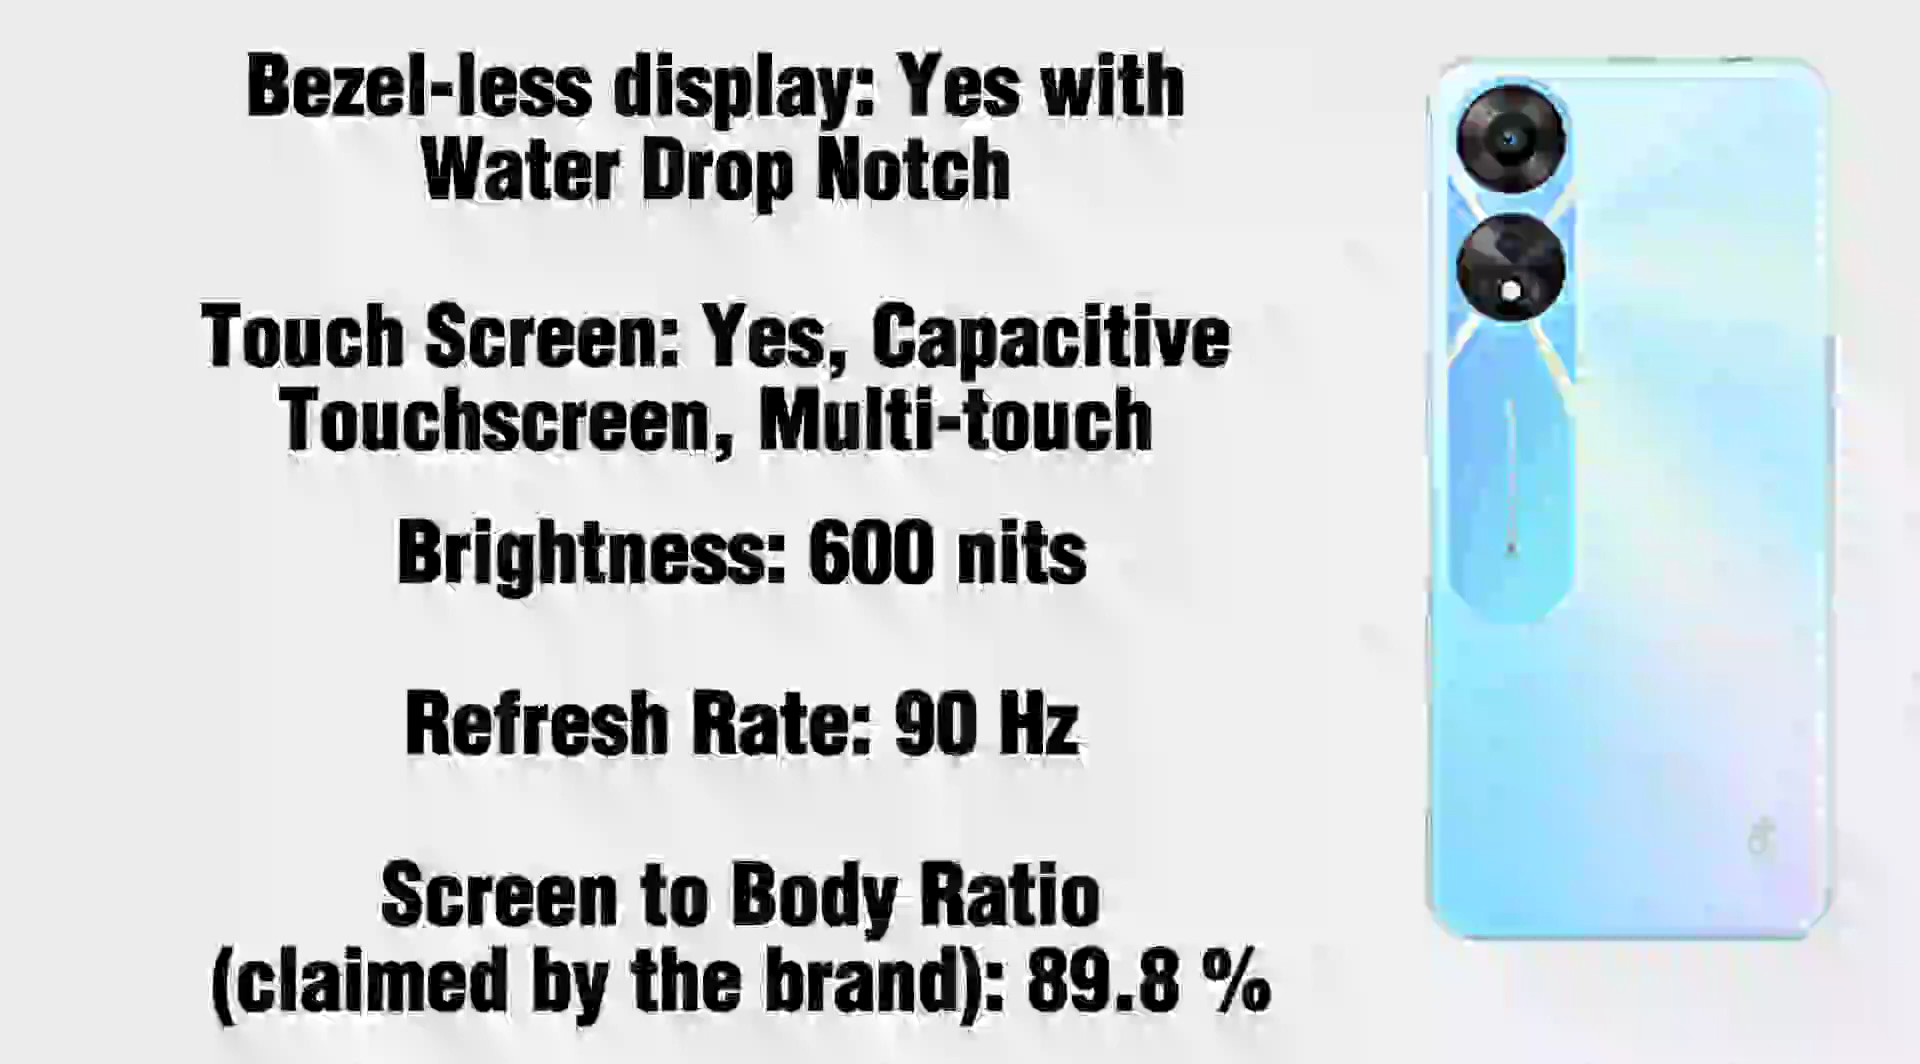 Bezel-less display: Yes with
Water Drop Notch
Touch Screen: Yes, Capacitive
Touchscreen, Multi-touch
Brightness: 600 nits
Refresh Rate: 90 Hz
Screen to Body Ratio
(claimed by the brand): 89.8 %